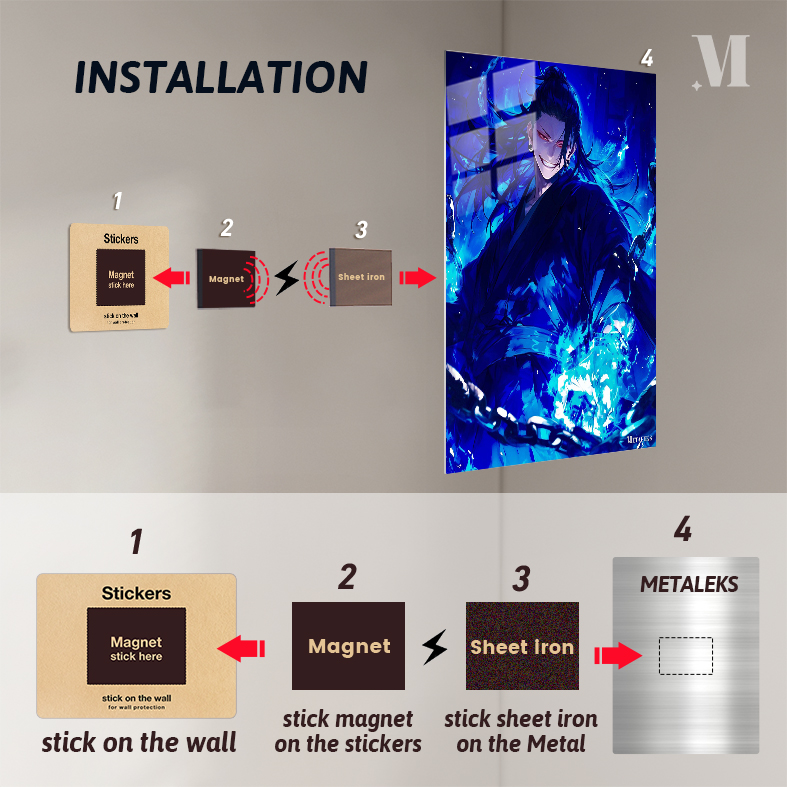 INSTALLATION
M
4
1
2
3
Stickers
Magnet
stick here
stick on the wall
for wall protection
Magnet
Sheet iron
METALEKS
1
2
3
4
Stickers
Magnet
stick here
stick on the wall
for wall protection
Magnet
Sheet iron
METALEKS
stick on the wall
stick magnet
on the stickers
stick sheet iron
on the Metal